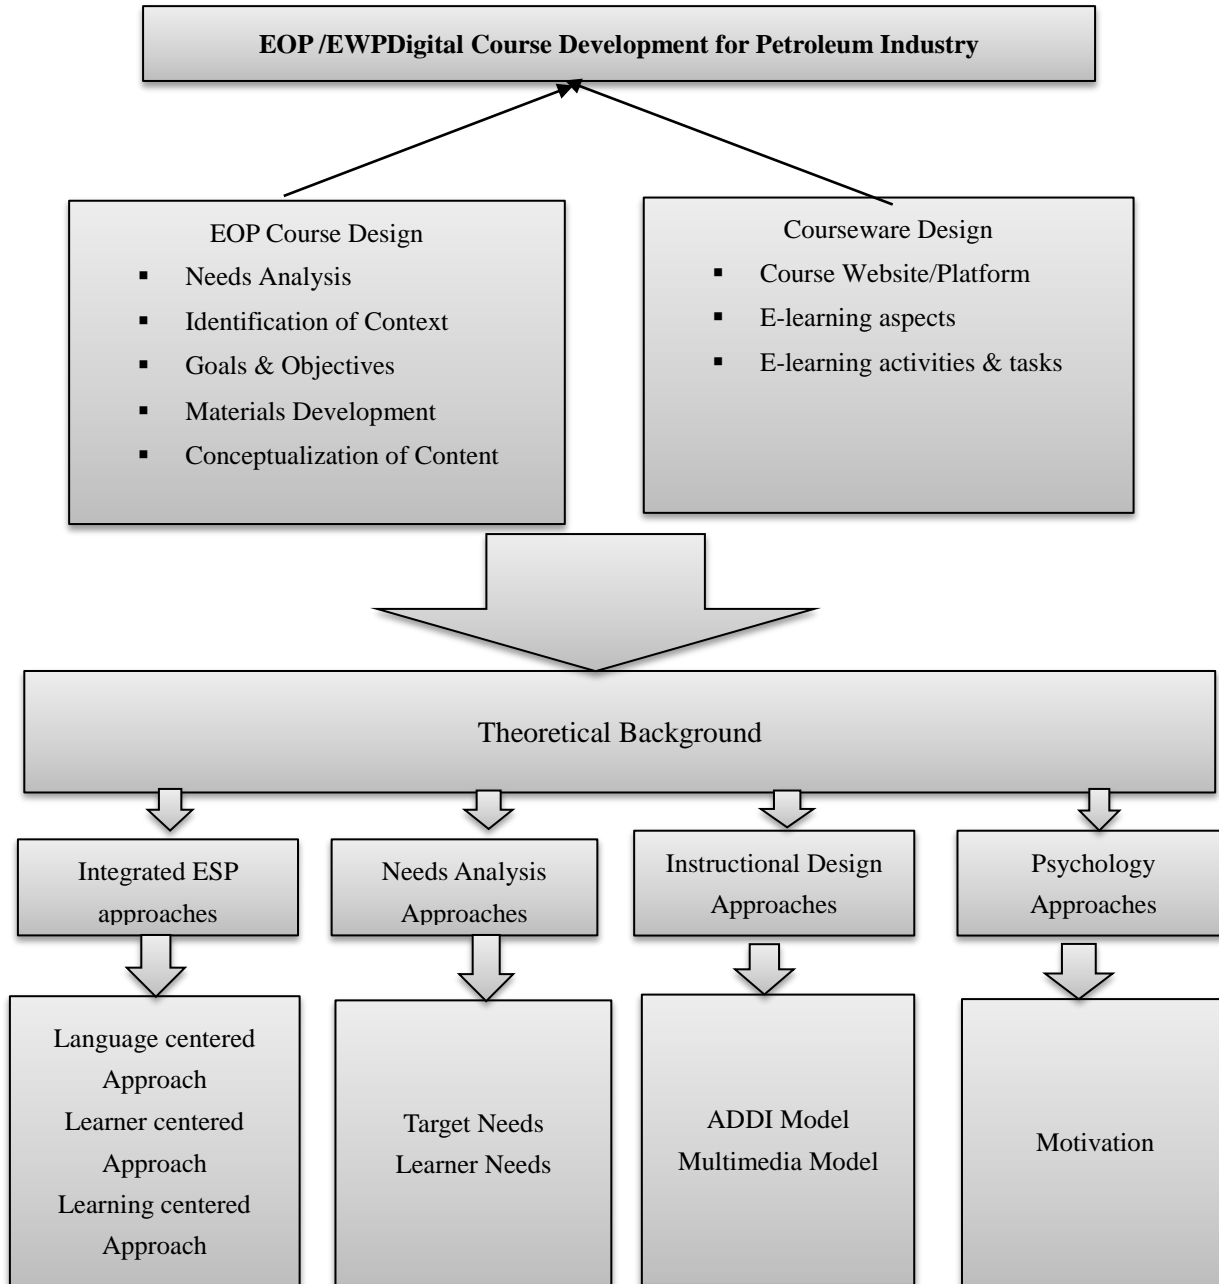 EOP /EWPDigital Course Development for Petroleum Industry
EOP Course Design
▪ Needs Analysis
▪ Identification of Context
▪ Goals & Objectives
▪ Materials Development
▪ Conceptualization of Content
Courseware Design
▪ Course Website/Platform
▪ E-learning aspects
▪ E-learning activities & tasks
Theoretical Background
Integrated ESP
approaches
Needs Analysis
Approaches
Instructional Design
Approaches
Psychology
Approaches
Language centered
Approach
Learner centered
Approach
Learning centered
Approach
Target Needs
Learner Needs
ADDI Model
Multimedia Model
Motivation